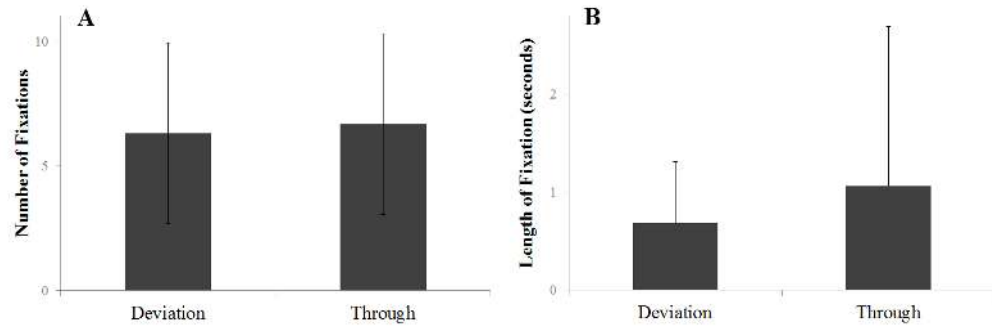 A
Number of Fixations
10
5
0
Deviation
Through
B
Length of Fixation (seconds)
2
1
0
Deviation
Through